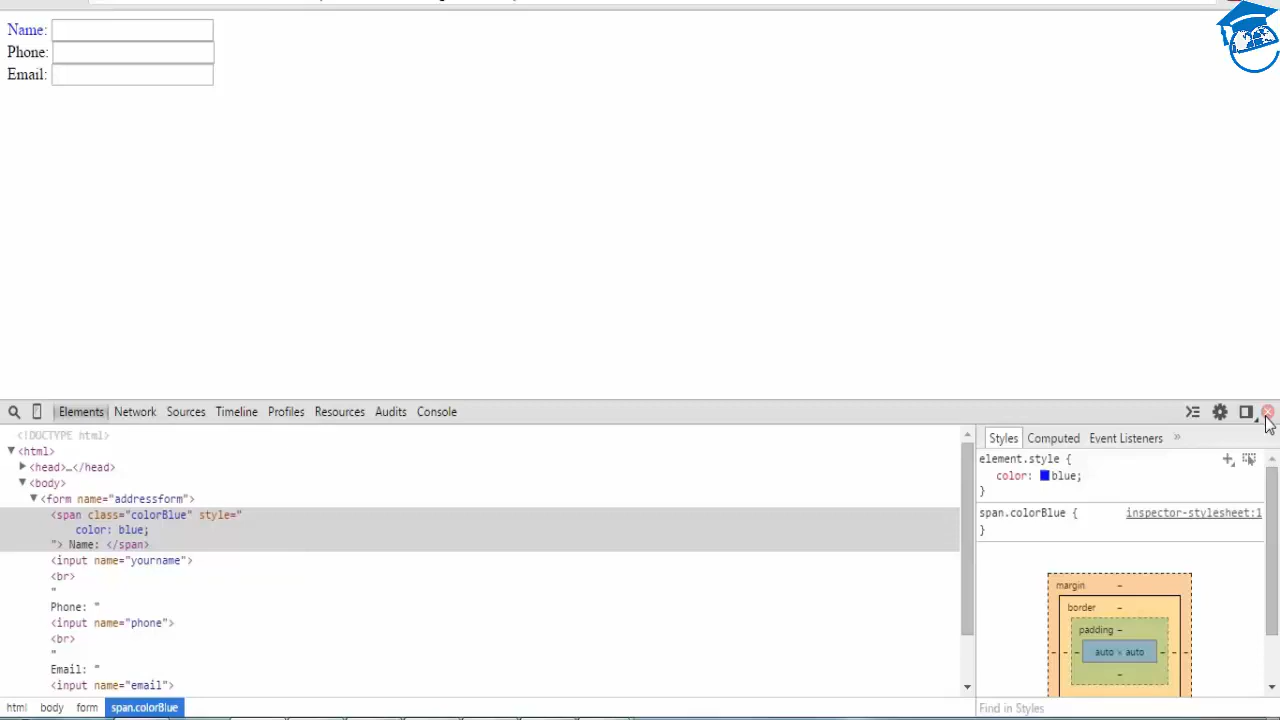 Name:
Phone:
Email:
Elements Network Sources Timeline Profiles Resources Audits Console
<!DOCTYPE html>
<html>
<head>…</head>
<body>
<form name="addressform">
<span class="colorBlue" style="
color: blue;
"> Name: </span>
<input name="yourname">
<br>
"
Phone: "
<input name="phone">
<br>
"
Email: "
<input name="email">
html body form span.colorBlue
Styles Computed Event Listeners »
element.style {
color: blue;
}
span.colorBlue { inspector-stylesheet:1
}
margin –
border –
padding –
– – – auto × auto – – –
–
Find in Styles